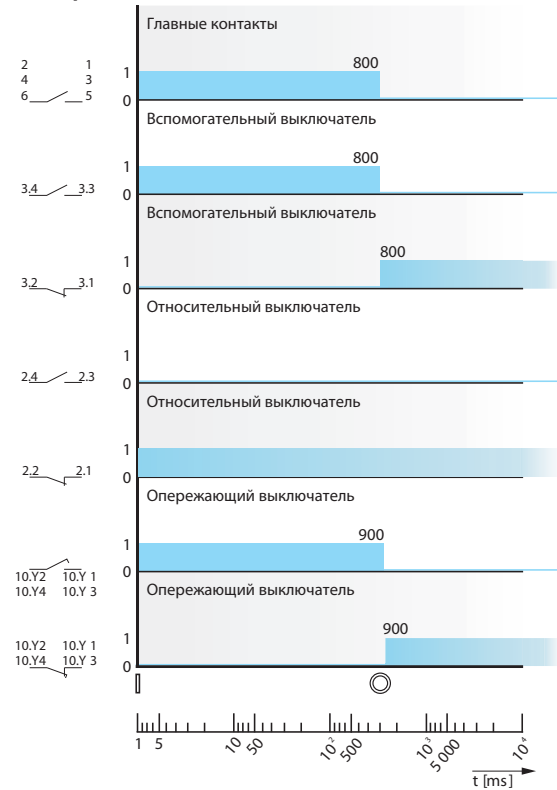 Главные контакты
2 1
4 3
6 5
800
1
0
Вспомогательный выключатель
3.4 3.3
800
1
0
Вспомогательный выключатель
3.2 3.1
800
1
0
Относительный выключатель
2.4 2.3
1
0
Относительный выключатель
2.2 2.1
1
0
Опережающий выключатель
900
1
0
10.Y2 10.Y 1
10.Y4 10.Y 3
Опережающий выключатель
900
10.Y2 10.Y 1
10.Y4 10.Y 3
1
0
1 5 10 50 10² 500 10³ 5 000 10⁴
t [ms]